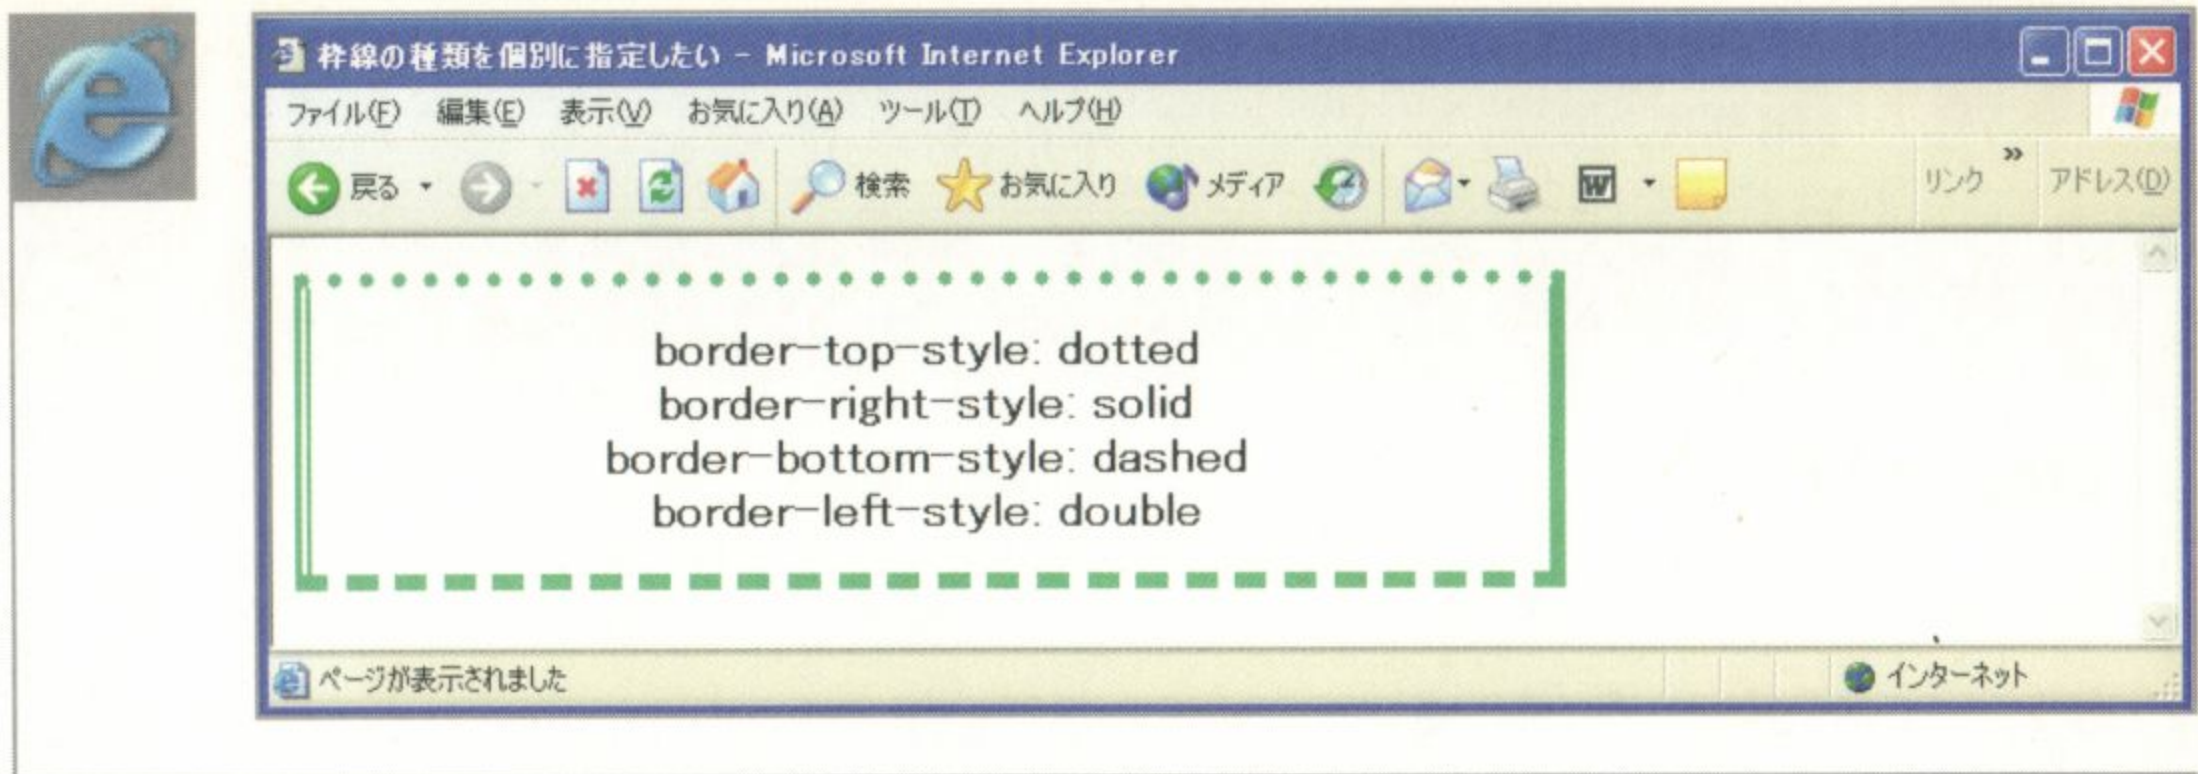 枠線の種類を個別に指定したい - Microsoft Internet Explorer
ファイル(F) 編集(E) 表示(V) お気に入り(A) ツール(T) ヘルプ(H)
戻る 検索 お気に入り メディア W リンク » アドレス(D)
border-top-style: dotted
border-right-style: solid
border-bottom-style: dashed
border-left-style: double
ページが表示されました インターネット